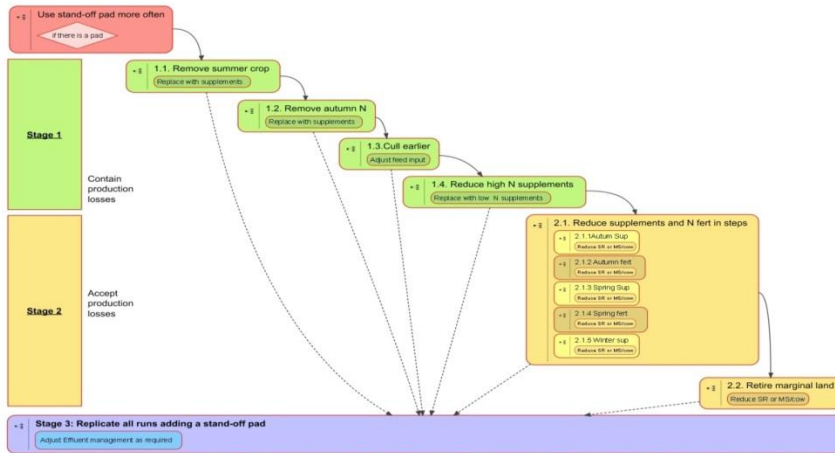 Use stand-off pad more often
if there is a pad
1.1. Remove summer crop
Replace with supplements
1.2. Remove autumn N
Replace with supplements
Stage 1
1.3.Cull earlier
Adjust feed input
Contain
production
losses
1.4. Reduce high N supplements
Replace with low N supplements
Stage 2
Accept
production
losses
2.1. Reduce supplements and N fert in steps
2.1.1Autum Sup
Reduce SR or MS/cow
2.1.2 Autumn fert
Reduce SR or MS/cow
2.1.3 Spring Sup
Reduce SR or MS/cow
2.1.4 Spring fert
Reduce SR or MS/cow
2.1.5 Winter sup
Reduce SR or MS/cow
2.2. Retire marginal land
Reduce SR or MS/cow
Stage 3: Replicate all runs adding a stand-off pad
Adjust Effluent management as required